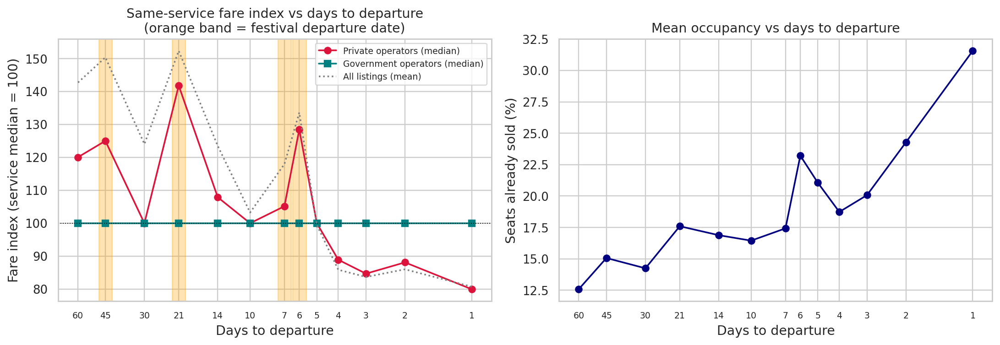 Same-service fare index vs days to departure
(orange band = festival departure date)
Fare index (service median = 100)
150
140
130
120
110
100
90
80
Private operators (median)
Government operators (median)
All listings (mean)
60 45 30 21 14 10 7 6 5 4 3 2 1
Days to departure
Mean occupancy vs days to departure
Seats already sold (%)
32.5
30.0
27.5
25.0
22.5
20.0
17.5
15.0
12.5
60 45 30 21 14 10 7 6 5 4 3 2 1
Days to departure